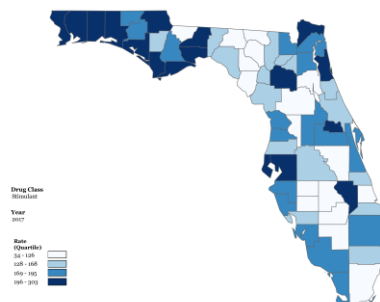 Drug Class
Stimulant
Year
2017
Rate
(Quartile)
34 - 126
128 - 168
169 - 195
196 - 303